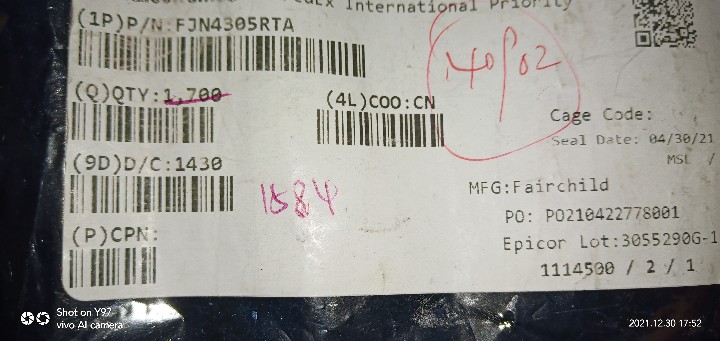 International Priority
(1P)P/N:FJN4305RTA
(Q)QTY:1,700
(4L)COO:CN
14Op02
Cage Code:
Seal Date: 04/30/21
MSL /
(9D)D/C:1430
1584
MFG:Fairchild
PO: PO210422778001
(P)CPN:
Epicor Lot:3055290G-1
1114500 / 2 / 1
Shot on Y97
vivo AI camera
2021.12.30 17:52